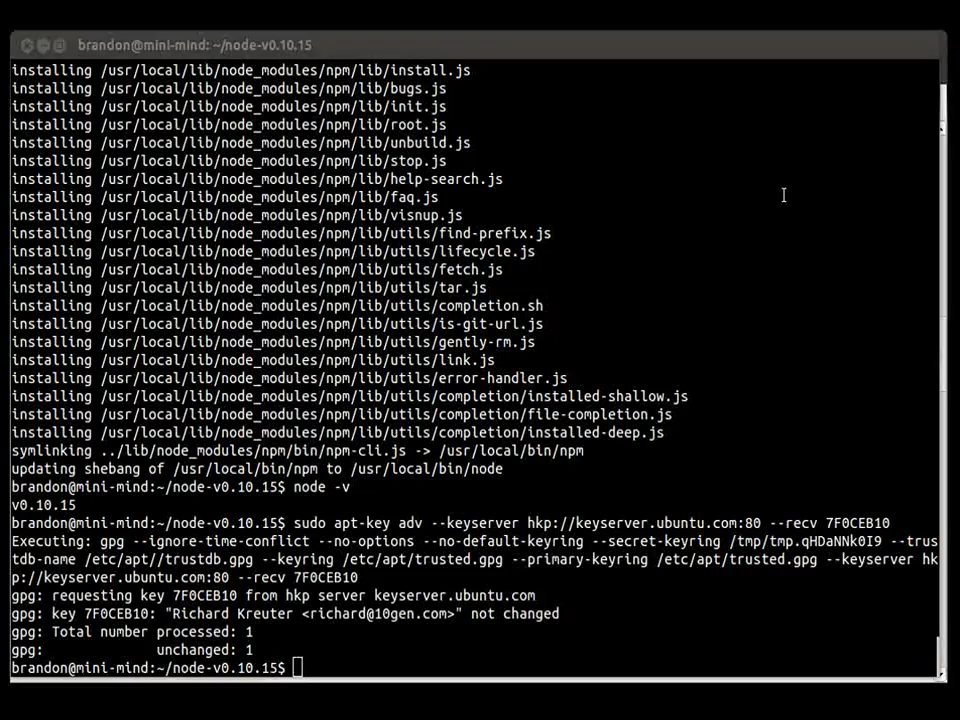 brandon@mini-mind: ~/node-v0.10.15
installing /usr/local/lib/node_modules/npm/lib/install.js
installing /usr/local/lib/node_modules/npm/lib/bugs.js
installing /usr/local/lib/node_modules/npm/lib/init.js
installing /usr/local/lib/node_modules/npm/lib/root.js
installing /usr/local/lib/node_modules/npm/lib/unbuild.js
installing /usr/local/lib/node_modules/npm/lib/stop.js
installing /usr/local/lib/node_modules/npm/lib/help-search.js
installing /usr/local/lib/node_modules/npm/lib/faq.js
installing /usr/local/lib/node_modules/npm/lib/visnup.js
installing /usr/local/lib/node_modules/npm/lib/utils/find-prefix.js
installing /usr/local/lib/node_modules/npm/lib/utils/lifecycle.js
installing /usr/local/lib/node_modules/npm/lib/utils/fetch.js
installing /usr/local/lib/node_modules/npm/lib/utils/tar.js
installing /usr/local/lib/node_modules/npm/lib/utils/completion.sh
installing /usr/local/lib/node_modules/npm/lib/utils/is-git-url.js
installing /usr/local/lib/node_modules/npm/lib/utils/gently-rm.js
installing /usr/local/lib/node_modules/npm/lib/utils/link.js
installing /usr/local/lib/node_modules/npm/lib/utils/error-handler.js
installing /usr/local/lib/node_modules/npm/lib/utils/completion/installed-shallow.js
installing /usr/local/lib/node_modules/npm/lib/utils/completion/file-completion.js
installing /usr/local/lib/node_modules/npm/lib/utils/completion/installed-deep.js
symlinking ../lib/node_modules/npm/bin/npm-cli.js -> /usr/local/bin/npm
updating shebang of /usr/local/bin/npm to /usr/local/bin/node
brandon@mini-mind:~/node-v0.10.15$ node -v
v0.10.15
brandon@mini-mind:~/node-v0.10.15$ sudo apt-key adv --keyserver hkp://keyserver.ubuntu.com:80 --recv 7F0CEB10
Executing: gpg --ignore-time-conflict --no-options --no-default-keyring --secret-keyring /tmp/tmp.qHDaNNk0I9 --trus
tdb-name /etc/apt//trustdb.gpg --keyring /etc/apt/trusted.gpg --primary-keyring /etc/apt/trusted.gpg --keyserver hk
p://keyserver.ubuntu.com:80 --recv 7F0CEB10
gpg: requesting key 7F0CEB10 from hkp server keyserver.ubuntu.com
gpg: key 7F0CEB10: "Richard Kreuter <richard@10gen.com>" not changed
gpg: Total number processed: 1
gpg:              unchanged: 1
brandon@mini-mind:~/node-v0.10.15$